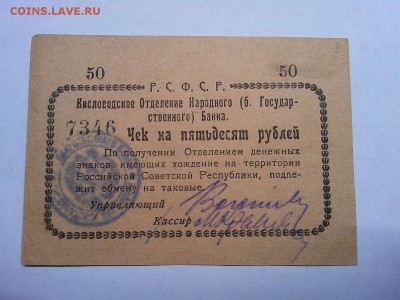 COINS.LAVE.RU
50 50
Р. С. Ф. С. Р.
Кисловодское Отделение Народного (б. Государ-
ственного) Банка.
7346
Чек на пятьдесят рублей
По получении Отделением денежных
знаков, имеющих хождение на территории
Российской Советской Республики, подле-
жит обмену на таковые.
Управляющий
Кассир